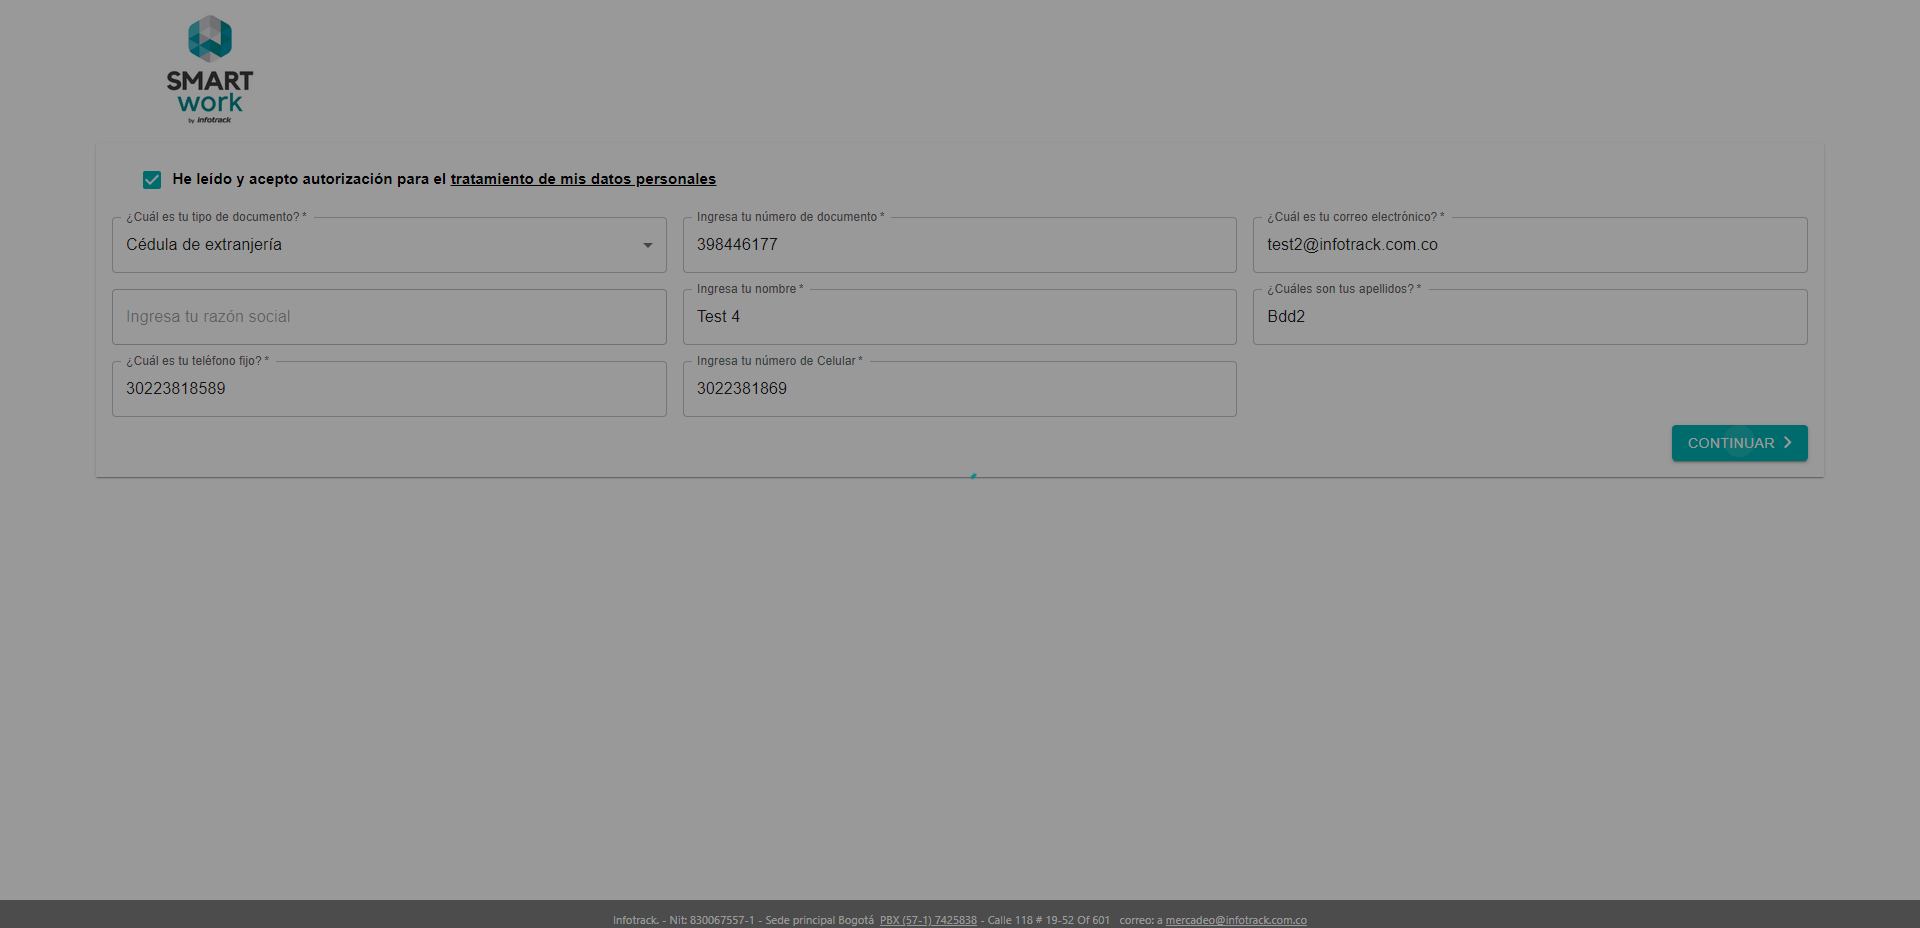 SMART
work
by infotrack
He leído y acepto autorización para el tratamiento de mis datos personales
¿Cuál es tu tipo de documento? *
Cédula de extranjería
Ingresa tu número de documento *
398446177
¿Cuál es tu correo electrónico? *
test2@infotrack.com.co
Ingresa tu razón social
Ingresa tu nombre *
Test 4
¿Cuáles son tus apellidos? *
Bdd2
¿Cuál es tu teléfono fijo? *
30223818589
Ingresa tu número de Celular *
3022381869
CONTINUAR
Infotrack. - Nit: 830067557-1 - Sede principal Bogotá PBX (57-1) 7425838 - Calle 118 # 19-52 Of 601 correo: a mercadeo@infotrack.com.co